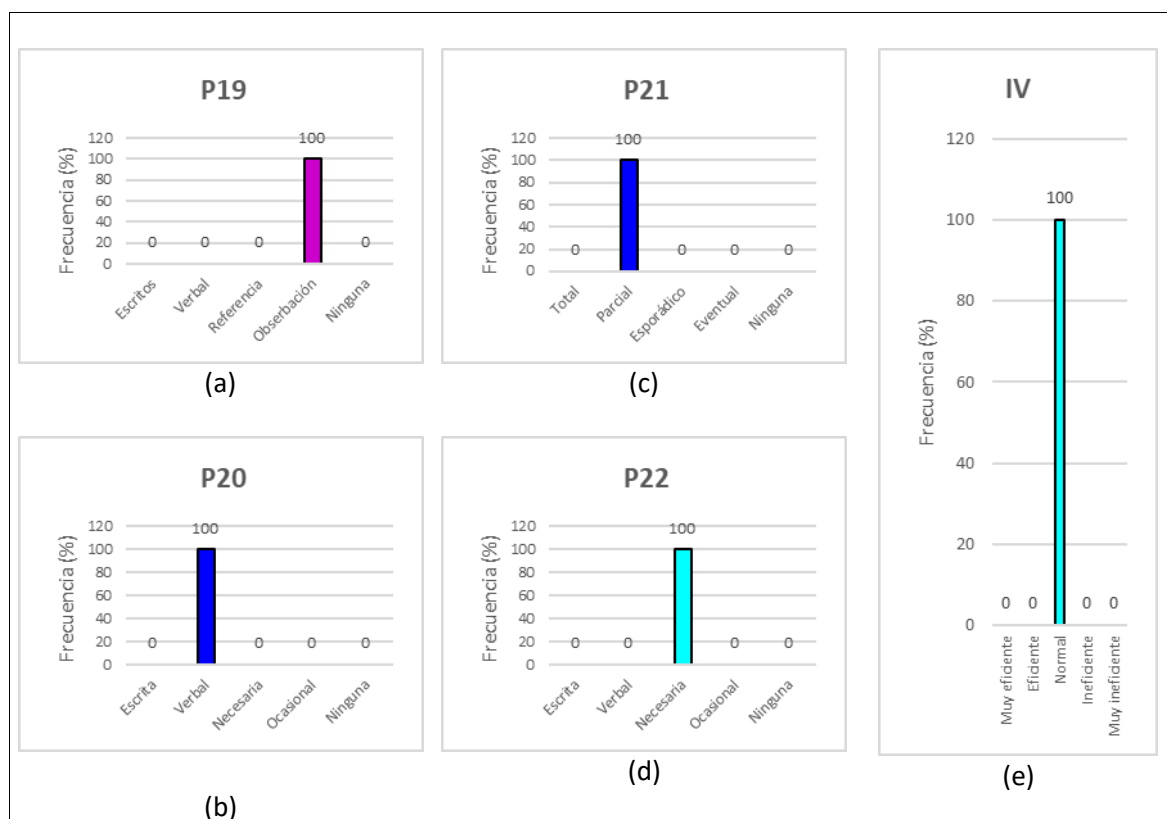 P19
Frecuencia (%)
120
100
80
60
40
20
0
0
0
0
100
0
Escritos
Verbal
Referencia
Obserbación
Ninguna
(a)
P21
Frecuencia (%)
120
100
80
60
40
20
0
0
100
0
0
0
Total
Parcial
Esporádico
Eventual
Ninguna
(c)
P20
Frecuencia (%)
120
100
80
60
40
20
0
0
100
0
0
0
Escrita
Verbal
Necesaria
Ocasional
Ninguna
(b)
P22
Frecuencia (%)
120
100
80
60
40
20
0
0
0
100
0
0
Escrita
Verbal
Necesaria
Ocasional
Ninguna
(d)
IV
Frecuencia (%)
120
100
80
60
40
20
0
0
0
100
0
0
Muy eficiente
Eficiente
Normal
Ineficiente
Muy ineficiente
(e)